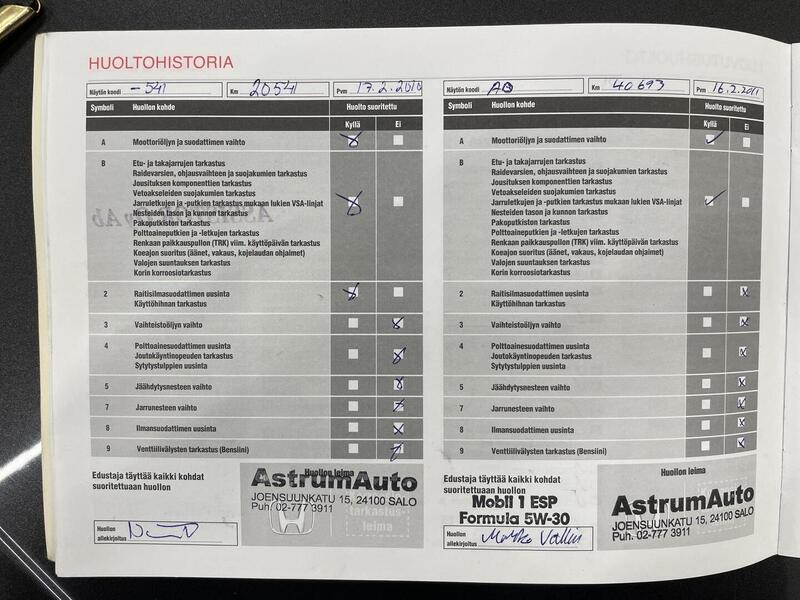 HUOLTOHISTORIA
Näytön koodi -541 Km 20541 Pvm 17.2.2010
Symboli Huollon kohde Huolto suoritettu
Kyllä Ei
A Moottoriöljyn ja suodattimen vaihto
B Etu- ja takajarrujen tarkastus
Raidevarsien, ohjausvaihteen ja suojakumien tarkastus
Jousituksen komponenttien tarkastus
Vetoakseleiden suojakumien tarkastus
Jarruletkujen ja -putkien tarkastus mukaan lukien VSA-linjat
Nesteiden tason ja kunnon tarkastus
Pakoputkiston tarkastus
Polttoaineputkien ja -letkujen tarkastus
Renkaan paikkauspullon (TRK) viim. käyttöpäivän tarkastus
Koeajon suoritus (äänet, vakaus, kojelaudan ohjaimet)
Valojen suuntauksen tarkastus
Korin korroosiotarkastus
2 Raitisilmasuodattimen uusinta
Käyttöhihnan tarkastus
3 Vaihteistoöljyn vaihto
4 Polttoainesuodattimen uusinta
Joutokäyntinopeuden tarkastus
Sytytystulppien uusinta
5 Jäähdytysnesteen vaihto
7 Jarrunesteen vaihto
8 Ilmansuodattimen uusinta
9 Venttiilivälysten tarkastus (Bensiini)
Edustaja täyttää kaikki kohdat
suoritettuaan huollon
Huollon leima
AstrumAuto
JOENSUUNKATU 15, 24100 SALO
Puh. 02-777 3911
tarkastus-
leima
Huollon
allekirjoitus
Näytön koodi AB Km 40693 Pvm 16.2.2011
Symboli Huollon kohde Huolto suoritettu
Kyllä Ei
A Moottoriöljyn ja suodattimen vaihto
B Etu- ja takajarrujen tarkastus
Raidevarsien, ohjausvaihteen ja suojakumien tarkastus
Jousituksen komponenttien tarkastus
Vetoakseleiden suojakumien tarkastus
Jarruletkujen ja -putkien tarkastus mukaan lukien VSA-linjat
Nesteiden tason ja kunnon tarkastus
Pakoputkiston tarkastus
Polttoaineputkien ja -letkujen tarkastus
Renkaan paikkauspullon (TRK) viim. käyttöpäivän tarkastus
Koeajon suoritus (äänet, vakaus, kojelaudan ohjaimet)
Valojen suuntauksen tarkastus
Korin korroosiotarkastus
2 Raitisilmasuodattimen uusinta
Käyttöhihnan tarkastus
3 Vaihteistoöljyn vaihto
4 Polttoainesuodattimen uusinta
Joutokäyntinopeuden tarkastus
Sytytystulppien uusinta
5 Jäähdytysnesteen vaihto
7 Jarrunesteen vaihto
8 Ilmansuodattimen uusinta
9 Venttiilivälysten tarkastus (Bensiini)
Edustaja täyttää kaikki kohdat
suoritettuaan huollon
Mobil 1 ESP
Formula 5W-30
Huollon leima
AstrumAuto
JOENSUUNKATU 15, 24100 SALO
Puh. 02-777 3911
Huollon
allekirjoitus